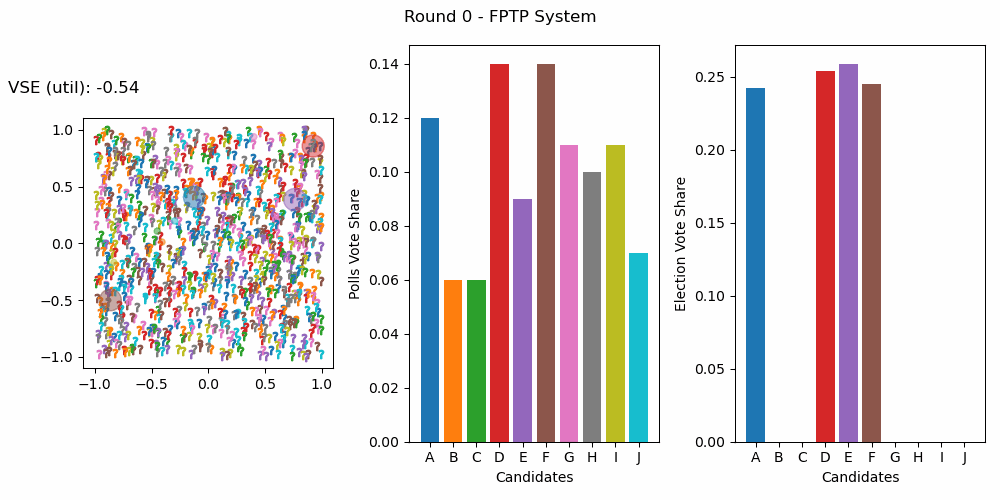 Round 0 - FPTP System
VSE (util): -0.54
1.0
0.5
0.0
−0.5
−1.0
−1.0 −0.5 0.0 0.5 1.0
Polls Vote Share
0.14
0.12
0.10
0.08
0.06
0.04
0.02
0.00
A B C D E F G H I J
Candidates
Election Vote Share
0.25
0.20
0.15
0.10
0.05
0.00
A B C D E F G H I J
Candidates